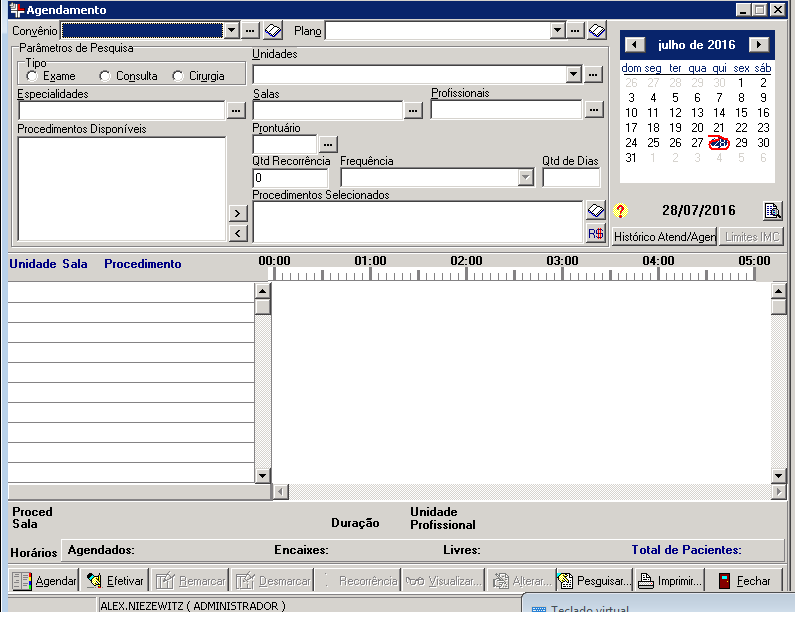 Agendamento
Convênio ... Plano ...
Parâmetros de Pesquisa
Tipo
Exame Consulta Cirurgia
Unidades
...
Especialidades
...
Salas
...
Profissionais
...
Procedimentos Disponíveis
Prontuário
...
Qtd Recorrência Frequência Qtd de Dias
0
Procedimentos Selecionados
>
<
R$
julho de 2016
dom seg ter qua qui sex sáb
26 27 28 29 30 1 2
3 4 5 6 7 8 9
10 11 12 13 14 15 16
17 18 19 20 21 22 23
24 25 26 27 28 29 30
31 1 2 3 4 5 6
? 28/07/2016
Histórico Atend/Agen Limites IMC
Unidade Sala Procedimento 00:00 01:00 02:00 03:00 04:00 05:00
Proced Unidade
Sala Duração Profissional
Horários Agendados: Encaixes: Livres: Total de Pacientes:
Agendar Efetivar Remarcar Desmarcar Recorrência Visualizar... Alterar... Pesquisar... Imprimir... Fechar
ALEX.NIEZEWITZ ( ADMINISTRADOR )
Teclado virtual